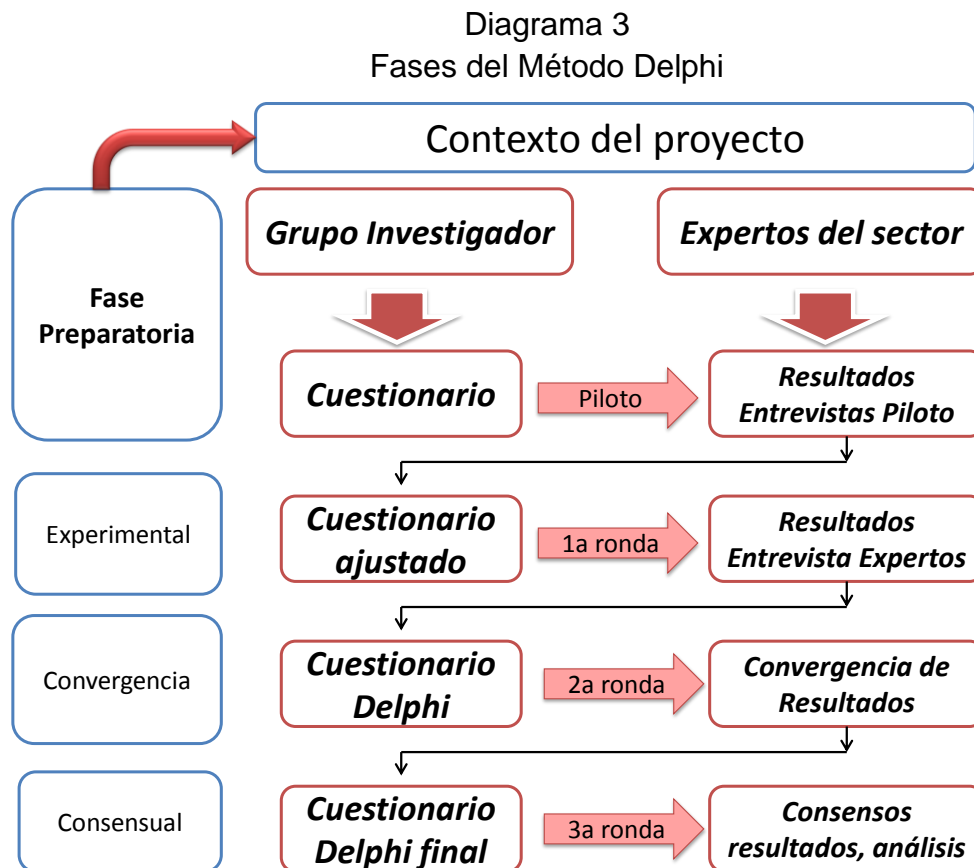 Diagrama 3
Fases del Método Delphi
Contexto del proyecto
Fase
Preparatoria
Grupo Investigador
Expertos del sector
Cuestionario
Piloto
Resultados
Entrevistas Piloto
Experimental
Cuestionario
ajustado
1a ronda
Resultados
Entrevista Expertos
Convergencia
Cuestionario
Delphi
2a ronda
Convergencia de
Resultados
Consensual
Cuestionario
Delphi final
3a ronda
Consensos
resultados, análisis